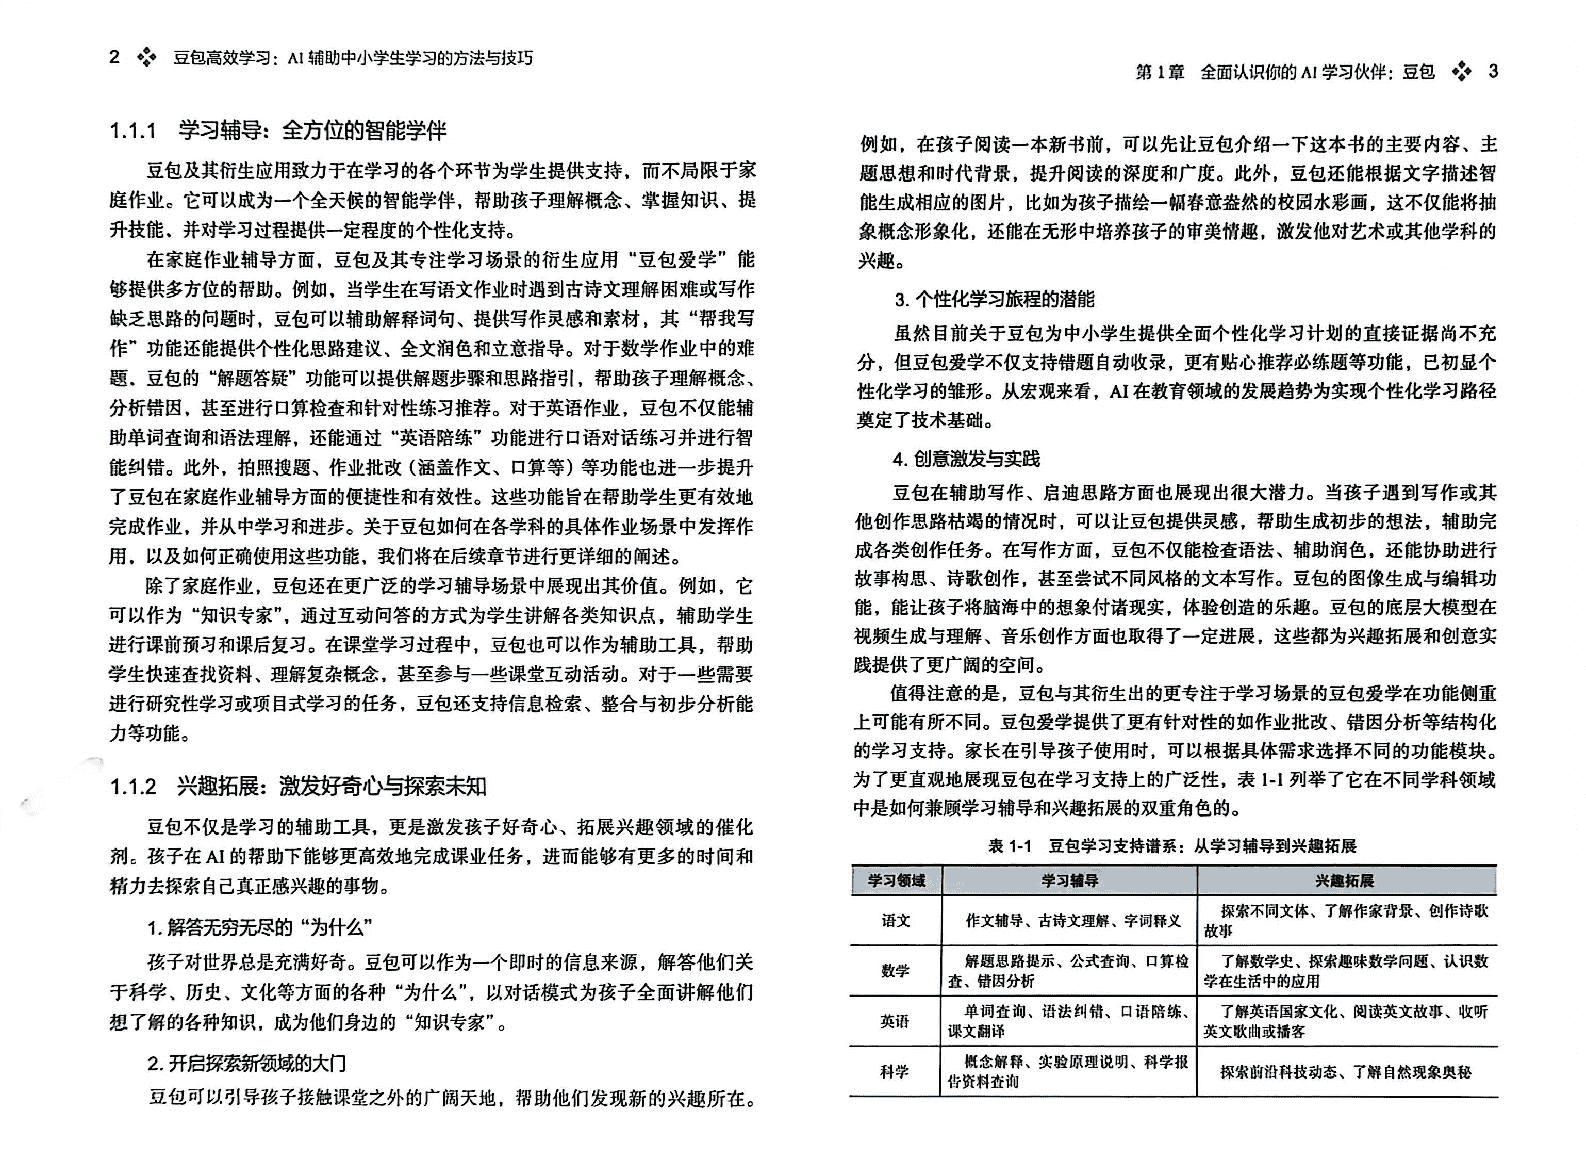 2 豆包高效学习：AI 辅助中小学生学习的方法与技巧
1.1.1 学习辅导：全方位的智能学伴
豆包及其衍生应用致力于在学习的各个环节为学生提供支持，而不局限于家
庭作业。它可以成为一个全天候的智能学伴，帮助孩子理解概念、掌握知识、提
升技能、并对学习过程提供一定程度的个性化支持。
在家庭作业辅导方面，豆包及其专注学习场景的衍生应用“豆包爱学”能
够提供多方位的帮助。例如，当学生在写语文作业时遇到古诗文理解困难或写作
缺乏思路的问题时，豆包可以辅助解释词句、提供写作灵感和素材，其“帮我写
作”功能还能提供个性化思路建议、全文润色和立意指导。对于数学作业中的难
题，豆包的“解题答疑”功能可以提供解题步骤和思路指引，帮助孩子理解概念、
分析错因，甚至进行口算检查和针对性练习推荐。对于英语作业，豆包不仅能辅
助单词查询和语法理解，还能通过“英语陪练”功能进行口语对话练习并进行智
能纠错。此外，拍照搜题、作业批改（涵盖作文、口算等）等功能也进一步提升
了豆包在家庭作业辅导方面的便捷性和有效性。这些功能旨在帮助学生更有效地
完成作业，并从中学习和进步。关于豆包如何在各学科的具体作业场景中发挥作
用，以及如何正确使用这些功能，我们将在后续章节进行更详细的阐述。
除了家庭作业，豆包还在更广泛的学习辅导场景中展现出其价值。例如，它
可以作为“知识专家”，通过互动问答的方式为学生讲解各类知识点，辅助学生
进行课前预习和课后复习。在课堂学习过程中，豆包也可以作为辅助工具，帮助
学生快速查找资料、理解复杂概念，甚至参与一些课堂互动活动。对于一些需要
进行研究性学习或项目式学习的任务，豆包还支持信息检索、整合与初步分析能
力等功能。
1.1.2 兴趣拓展：激发好奇心与探索未知
豆包不仅是学习的辅助工具，更是激发孩子好奇心、拓展兴趣领域的催化
剂。孩子在 AI 的帮助下能够更高效地完成课业任务，进而能够有更多的时间和
精力去探索自己真正感兴趣的事物。
1. 解答无穷无尽的“为什么”
孩子对世界总是充满好奇。豆包可以作为一个即时的信息来源，解答他们关
于科学、历史、文化等方面的各种“为什么”，以对话模式为孩子全面讲解他们
想了解的各种知识，成为他们身边的“知识专家”。
2. 开启探索新领域的大门
豆包可以引导孩子接触课堂之外的广阔天地，帮助他们发现新的兴趣所在。
第 1 章 全面认识你的 AI 学习伙伴：豆包 3
例如，在孩子阅读一本新书前，可以先让豆包介绍一下这本书的主要内容、主
题思想和时代背景，提升阅读的深度和广度。此外，豆包还能根据文字描述智
能生成相应的图片，比如为孩子描绘一幅春意盎然的校园水彩画，这不仅能将抽
象概念形象化，还能在无形中培养孩子的审美情趣，激发他对艺术或其他学科的
兴趣。
3. 个性化学习旅程的潜能
虽然目前关于豆包为中小学生提供全面个性化学习计划的直接证据尚不充
分，但豆包爱学不仅支持错题自动收录，更有贴心推荐必练题等功能，已初显个
性化学习的雏形。从宏观来看，AI 在教育领域的发展趋势为实现个性化学习路径
奠定了技术基础。
4. 创意激发与实践
豆包在辅助写作、启迪思路方面也展现出很大潜力。当孩子遇到写作或其
他创作思路枯竭的情况时，可以让豆包提供灵感，帮助生成初步的想法，辅助完
成各类创作任务。在写作方面，豆包不仅能检查语法、辅助润色，还能协助进行
故事构思、诗歌创作，甚至尝试不同风格的文本写作。豆包的图像生成与编辑功
能，能让孩子将脑海中的想象付诸现实，体验创造的乐趣。豆包的底层大模型在
视频生成与理解、音乐创作方面也取得了一定进展，这些都为兴趣拓展和创意实
践提供了更广阔的空间。
值得注意的是，豆包与其衍生出的更专注于学习场景的豆包爱学在功能侧重
上可能有所不同。豆包爱学提供了更有针对性的如作业批改、错因分析等结构化
的学习支持。家长在引导孩子使用时，可以根据具体需求选择不同的功能模块。
为了更直观地展现豆包在学习支持上的广泛性，表 1-1 列举了它在不同学科领域
中是如何兼顾学习辅导和兴趣拓展的双重角色的。
表 1-1 豆包学习支持谱系：从学习辅导到兴趣拓展
学习领域 学习辅导 兴趣拓展
语文 作文辅导、古诗文理解、字词释义 探索不同文体、了解作家背景、创作诗歌
故事
数学 解题思路提示、公式查询、口算检 了解数学史、探索趣味数学问题、认识数
查、错因分析 学在生活中的应用
英语 单词查询、语法纠错、口语陪练、 了解英语国家文化、阅读英文故事、收听
课文翻译 英文歌曲或播客
科学 概念解释、实验原理说明、科学报 探索前沿科技动态、了解自然现象奥秘
告资料查询